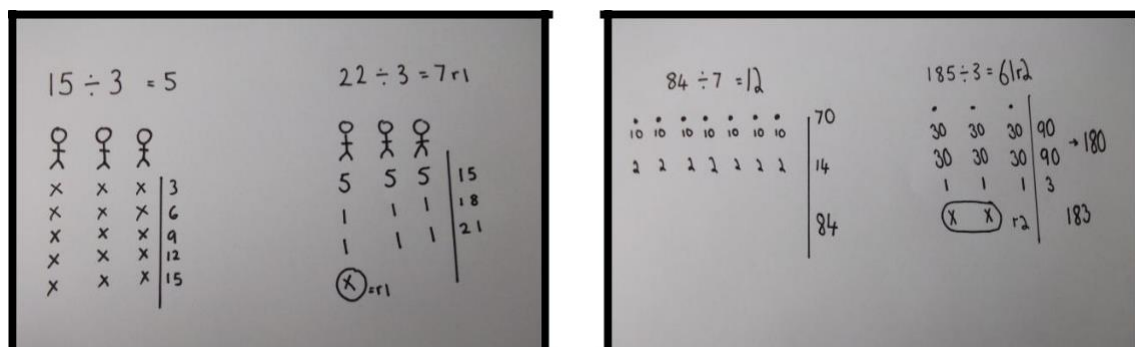 15 ÷ 3 = 5
x x x 3
x x x 6
x x x 9
x x x 12
x x x 15
22 ÷ 3 = 7 r1
5 5 5 15
1 1 1 18
1 1 1 21
x = r1
84 ÷ 7 = 12
70
10 10 10 10 10 10 10
2 2 2 2 2 2 2 14
84
185 ÷ 3 = 61 r2
30 30 30 90
30 30 30 90 → 180
1 1 1 3
x x r2 183